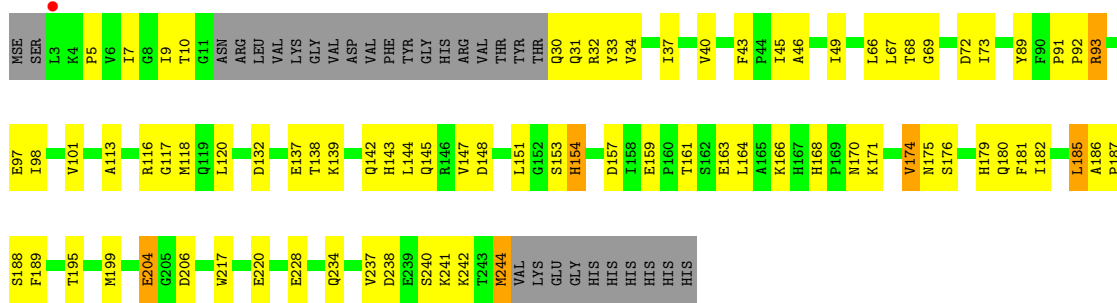 MSE SER L3 K4 P5 V6 I7 G8 I9 T10 G11 ASN ARG LEU VAL LYS GLY VAL ASP VAL PHE TYR GLY HIS ARG VAL THR TYR THR Q30 Q31 R32 Y33 V34 I37 V40 F43 P44 I45 A46 I49 L66 L67 T68 G69 D72 I73 Y89 F90 P91 P92 R93
E97 I98 V101 A113 R116 G117 M118 Q119 L120 D132 E137 T138 K139 Q142 H143 L144 Q145 R146 V147 D148 L151 G152 S153 H154 D157 I158 E159 P160 T161 S162 E163 L164 A165 K166 H167 H168 P169 N170 K171 V174 N175 S176 H179 Q180 F181 I182 L185 A186 P187
S188 F189 T195 M199 E204 G205 D206 W217 E220 E228 Q234 V237 D238 E239 S240 K241 K242 T243 M244 VAL LYS GLU GLY HIS HIS HIS HIS HIS HIS